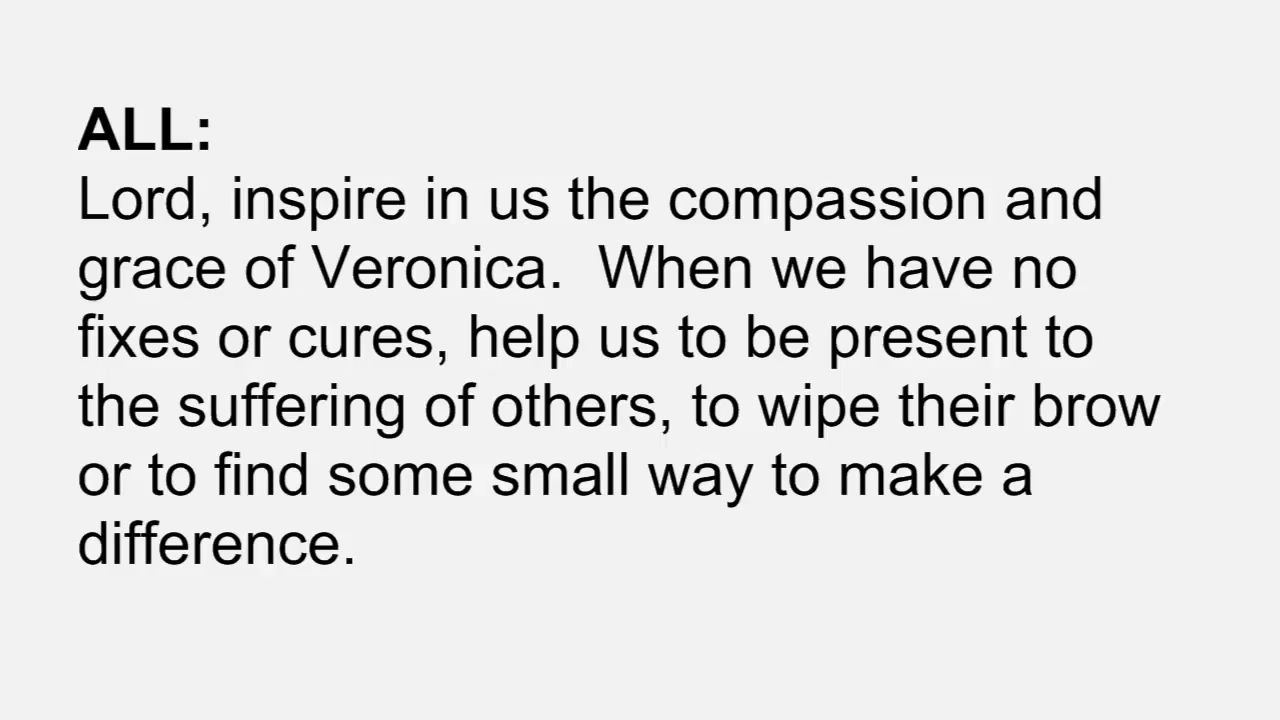 ALL:
Lord, inspire in us the compassion and
grace of Veronica.  When we have no
fixes or cures, help us to be present to
the suffering of others, to wipe their brow
or to find some small way to make a
difference.